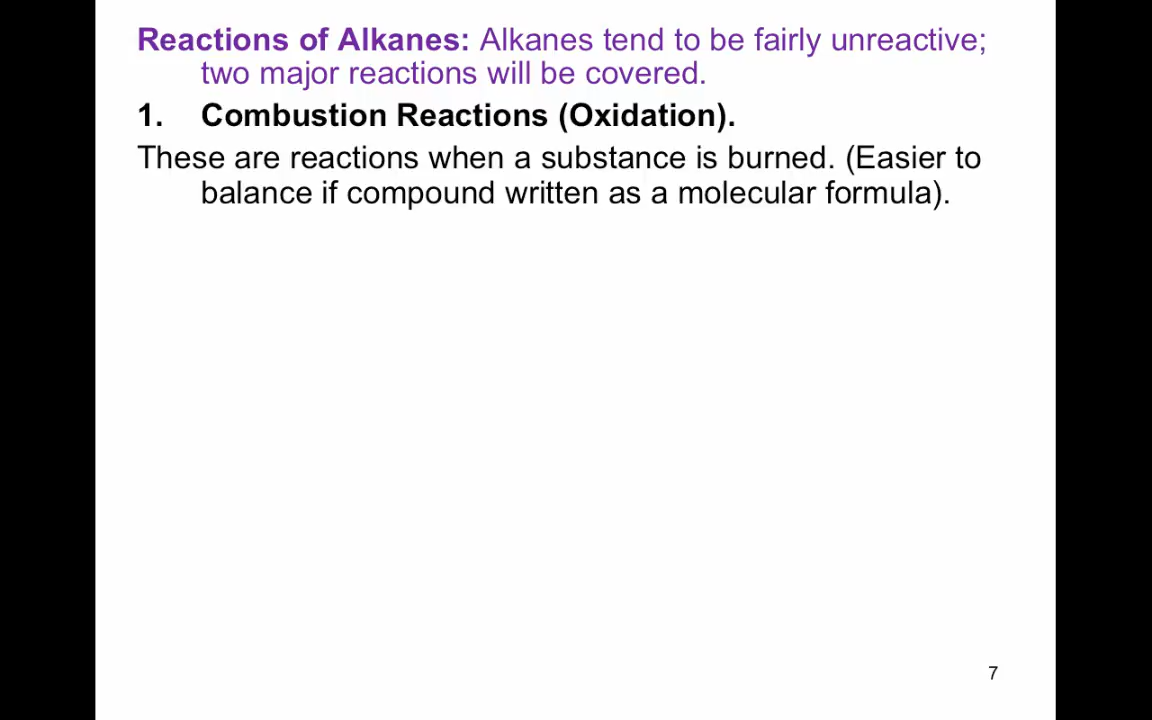 Reactions of Alkanes: Alkanes tend to be fairly unreactive;
two major reactions will be covered.
1. Combustion Reactions (Oxidation).
These are reactions when a substance is burned. (Easier to
balance if compound written as a molecular formula).
7